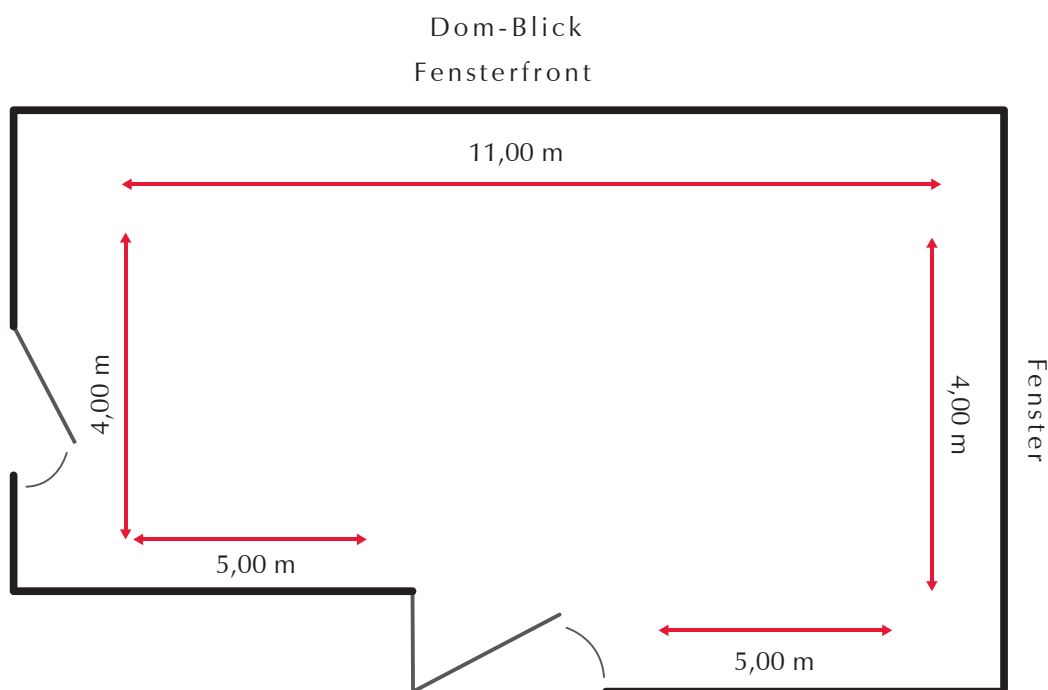 Dom-Blick
Fensterfront
11,00 m
4,00 m
4,00 m
Fenster
5,00 m
5,00 m